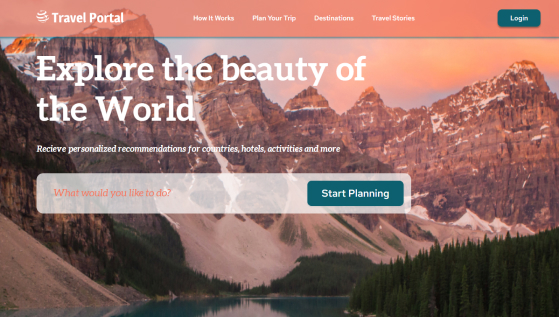 Travel Portal
How It Works
Plan Your Trip
Destinations
Travel Stories
Login
Explore the beauty of
the World
Recieve personalized recommendations for countries, hotels, activities and more
What would you like to do?
Start Planning